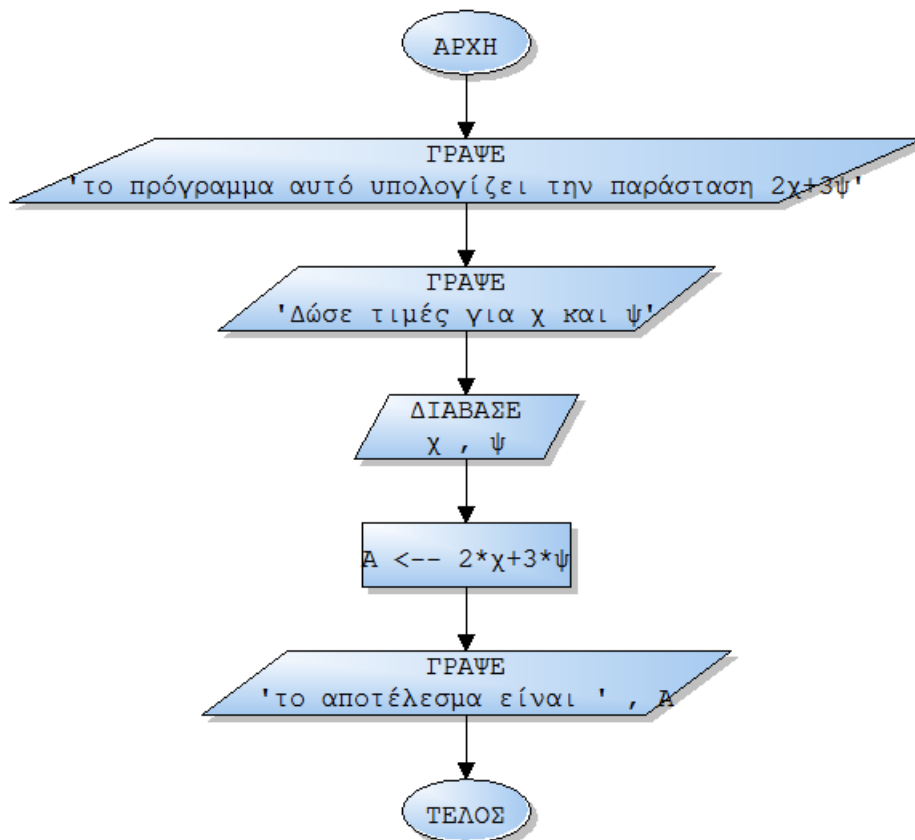 ΑΡΧΗ
ΓΡΑΨΕ
'το πρόγραμμα αυτό υπολογίζει την παράσταση 2χ+3ψ'
ΓΡΑΨΕ
'Δώσε τιμές για χ και ψ'
ΔΙΑΒΑΣΕ
χ , ψ
Α <-- 2*χ+3*ψ
ΓΡΑΨΕ
'το αποτέλεσμα είναι ' , Α
ΤΕΛΟΣ